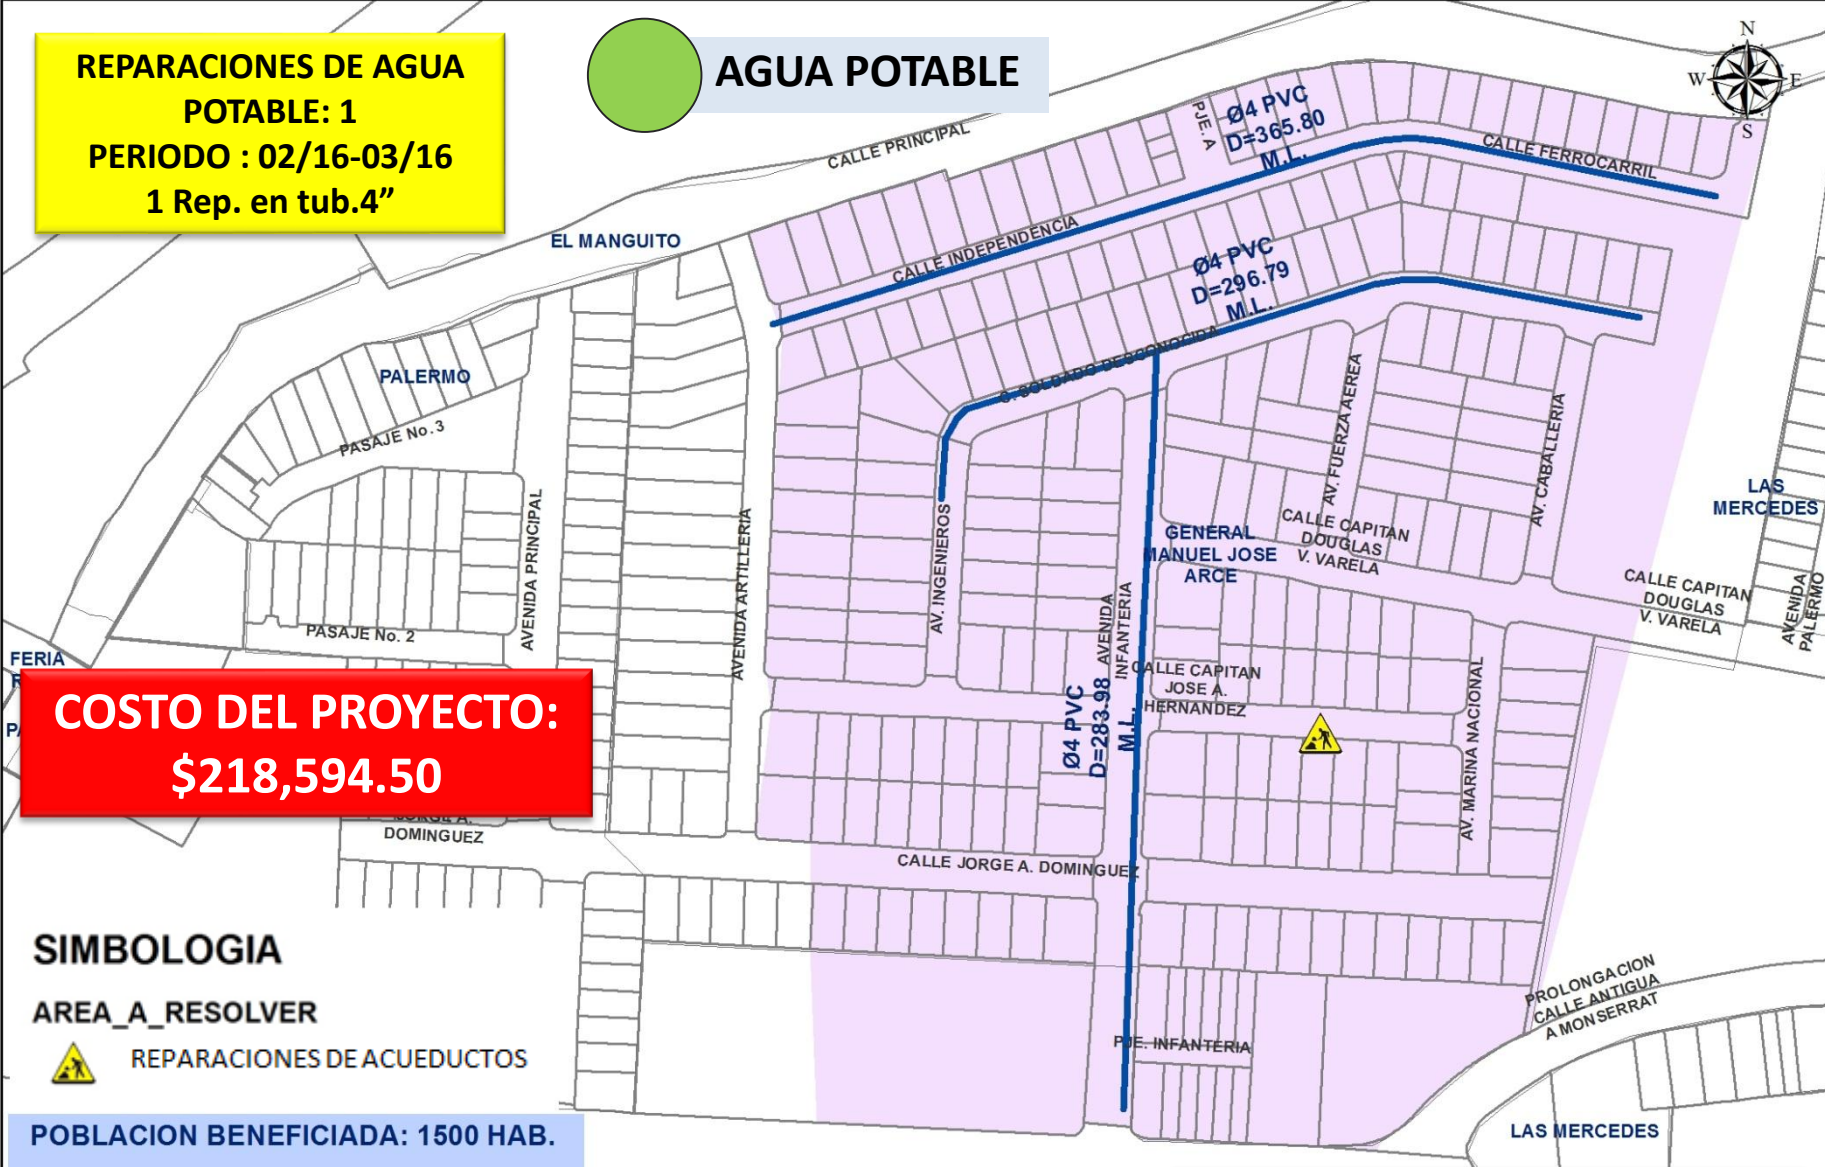 REPARACIONES DE AGUA
POTABLE: 1
PERIODO : 02/16-03/16
1 Rep. en tub.4”
AGUA POTABLE
N
W
E
S
CALLE PRINCIPAL
PJE. A
Ø4 PVC
D=365.80
M.L.
CALLE FERROCARRIL
EL MANGUITO
CALLE INDEPENDENCIA
Ø4 PVC
D=296.79
M.L.
C. SOLDADO DESCONOCIDA
PALERMO
PASAJE No. 3
AV. FUERZA AEREA
AV. CABALLERIA
LAS
MERCEDES
AVENIDA PRINCIPAL
AVENIDA ARTILLERIA
AV. INGENIEROS
GENERAL
MANUEL JOSE
ARCE
CALLE CAPITAN
DOUGLAS
V. VARELA
CALLE CAPITAN
DOUGLAS
V. VARELA
AVENIDA
PALERMO
AVENIDA
INFANTERIA
PASAJE No. 2
FERIA
CALLE CAPITAN
JOSE A.
HERNANDEZ
Ø4 PVC
D=283.98
M.L.
AV. MARINA NACIONAL
COSTO DEL PROYECTO:
$218,594.50
JORGE A.
DOMINGUEZ
CALLE JORGE A. DOMINGUEZ
SIMBOLOGIA
AREA_A_RESOLVER
REPARACIONES DE ACUEDUCTOS
PROLONGACION
CALLE ANTIGUA
A MONSERRAT
PJE. INFANTERIA
POBLACION BENEFICIADA: 1500 HAB.
LAS MERCEDES